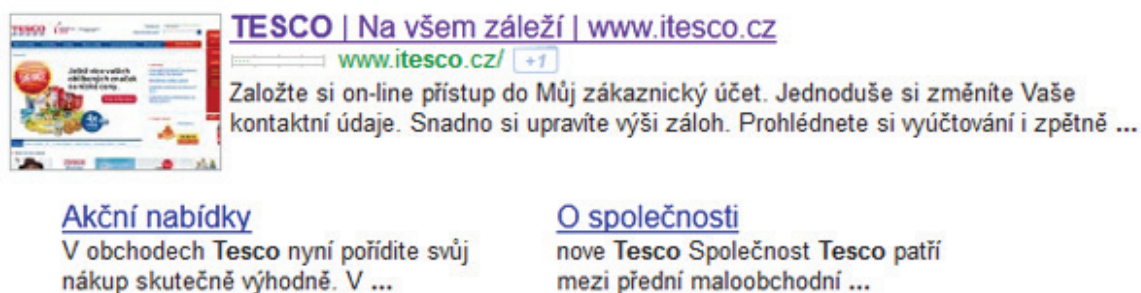 TESCO | Na všem záleží | www.itesco.cz
www.itesco.cz/ +1
Založte si on-line přístup do Můj zákaznický účet. Jednoduše si změníte Vaše
kontaktní údaje. Snadno si upravíte výši záloh. Prohlédnete si vyúčtování i zpětně ...
Akční nabídky
V obchodech Tesco nyní pořídite svůj
nákup skutečně výhodně. V ...
O společnosti
nove Tesco Společnost Tesco patří
mezi přední maloobchodní ...